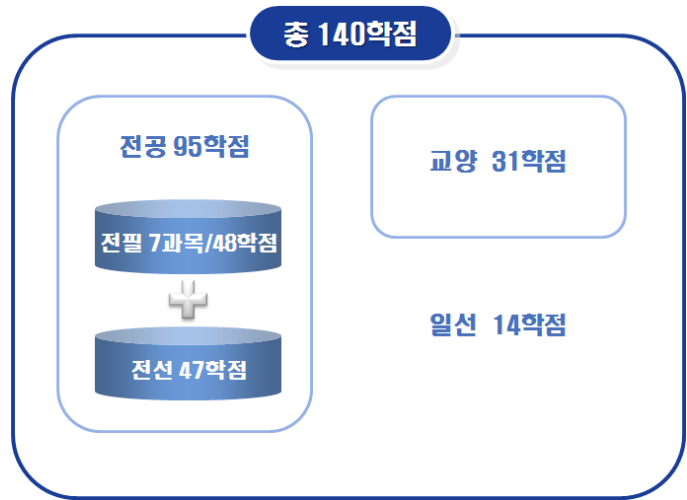 총 140학점
전공 95학점
전필 7과목/48학점
전선 47학점
교양 31학점
일선 14학점